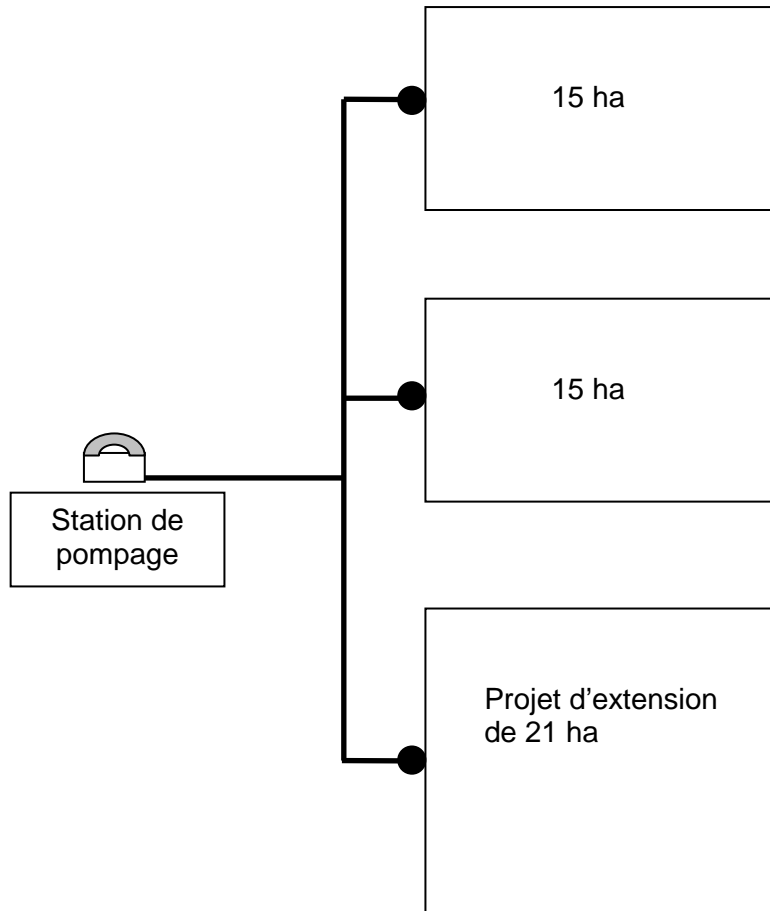 15 ha
15 ha
Station de
pompage
Projet d'extension
de 21 ha